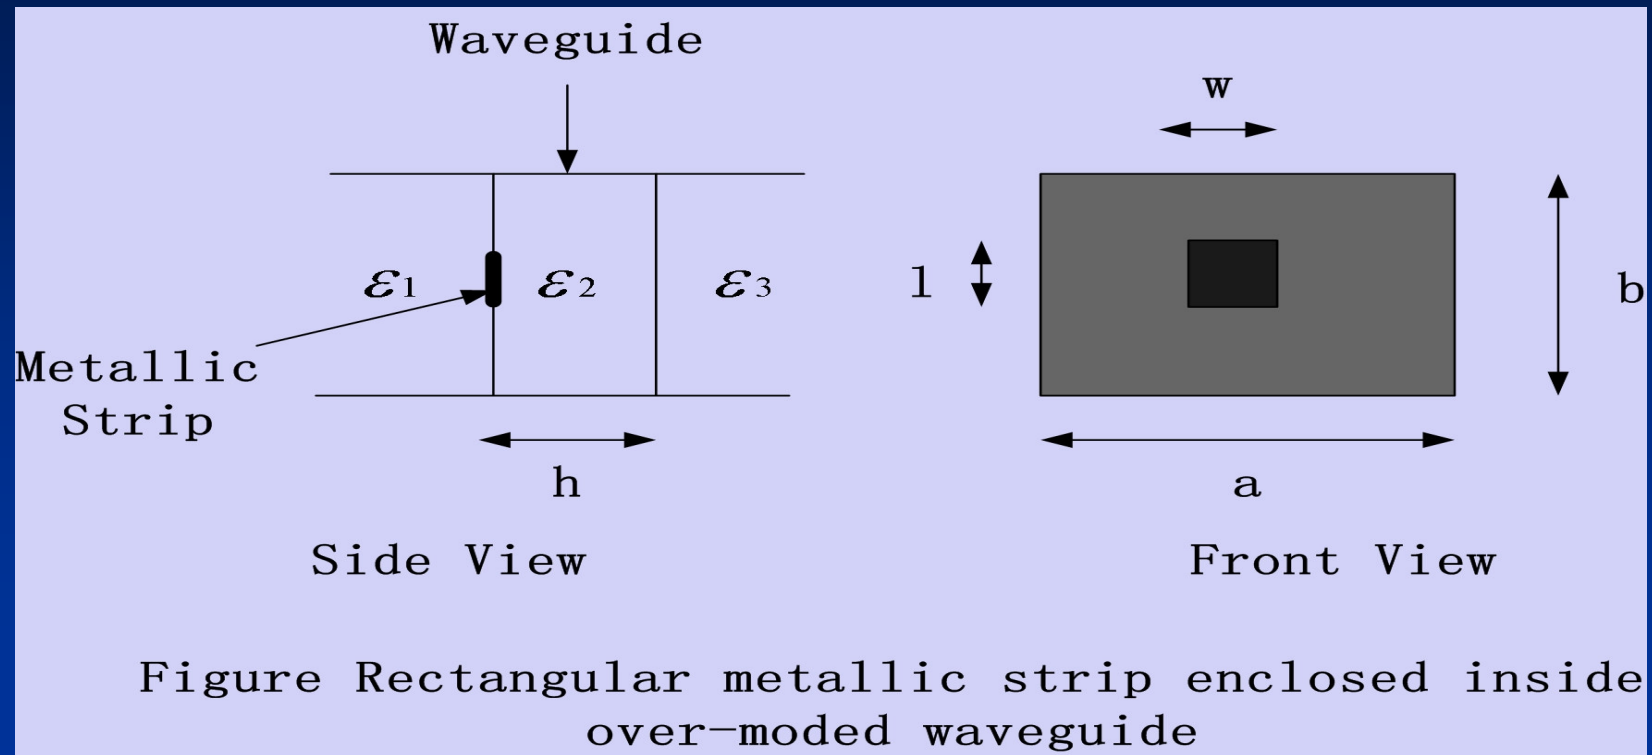 Waveguide
w
ε1
ε2
ε3
l
b
Metallic
Strip
h
a
Side View
Front View
Figure Rectangular metallic strip enclosed inside
over-moded waveguide